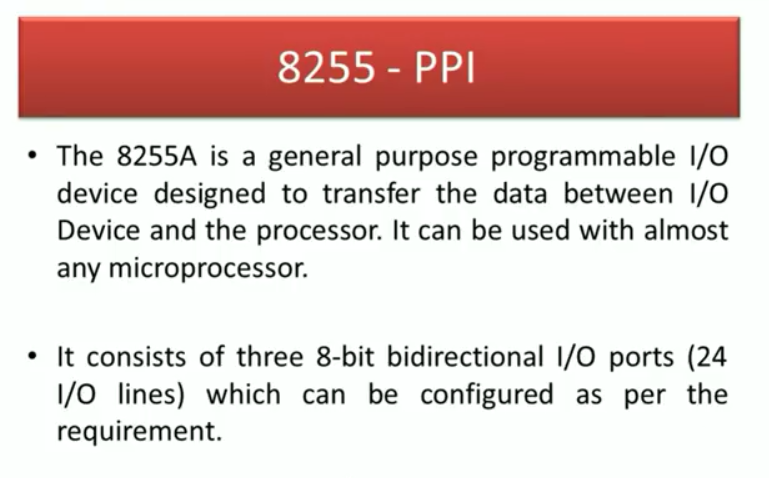 8255 - PPI
• The 8255A is a general purpose programmable I/O
device designed to transfer the data between I/O
Device and the processor. It can be used with almost
any microprocessor.
• It consists of three 8-bit bidirectional I/O ports (24
I/O lines) which can be configured as per the
requirement.